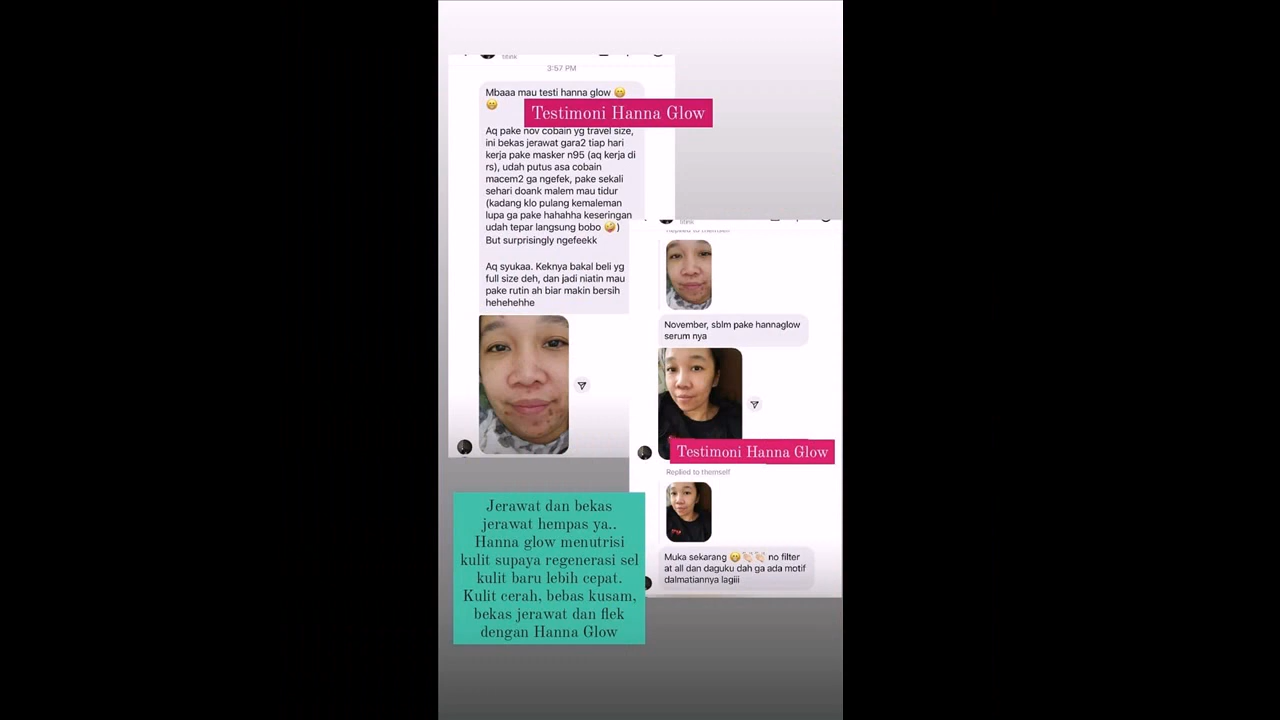 titink
3:57 PM
Mbaaa mau testi hanna glow 😁
😁
Testimoni Hanna Glow
Aq pake nov cobain yg travel size,
ini bekas jerawat gara2 tiap hari
kerja pake masker n95 (aq kerja di
rs), udah putus asa cobain
macem2 ga ngefek, pake sekali
sehari doank malem mau tidur
(kadang klo pulang kemaleman
lupa ga pake hahahha keseringan
udah tepar langsung bobo 🤪)
But surprisingly ngefeekk
Aq syukaa. Keknya bakal beli yg
full size deh, dan jadi niatin mau
pake rutin ah biar makin bersih
hehehehhe
titink
Replied to themself
November, sblm pake hannaglow
serum nya
Testimoni Hanna Glow
Replied to themself
Muka sekarang 😁👏🏻👏🏻 no filter
at all dan daguku dah ga ada motif
dalmatiannya lagiii
Jerawat dan bekas
jerawat hempas ya..
Hanna glow menutrisi
kulit supaya regenerasi sel
kulit baru lebih cepat.
Kulit cerah, bebas kusam,
bekas jerawat dan flek
dengan Hanna Glow